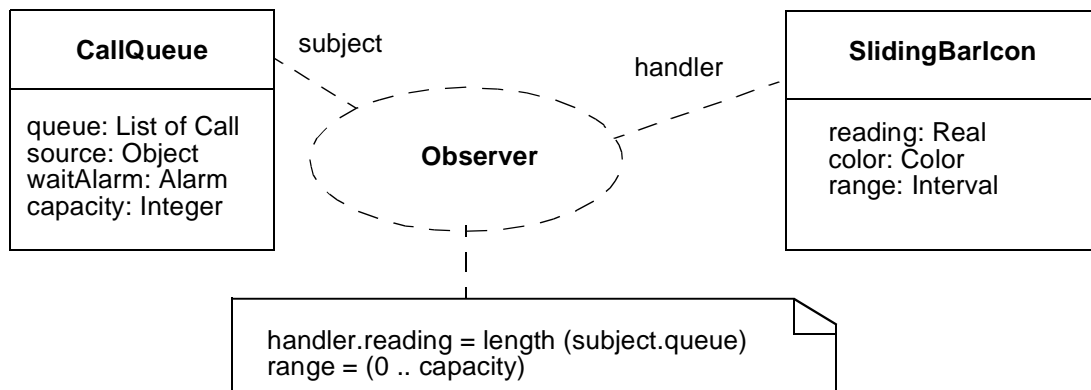 CallQueue
queue: List of Call
source: Object
waitAlarm: Alarm
capacity: Integer
subject
Observer
handler
SlidingBarIcon
reading: Real
color: Color
range: Interval
handler.reading = length (subject.queue)
range = (0 .. capacity)